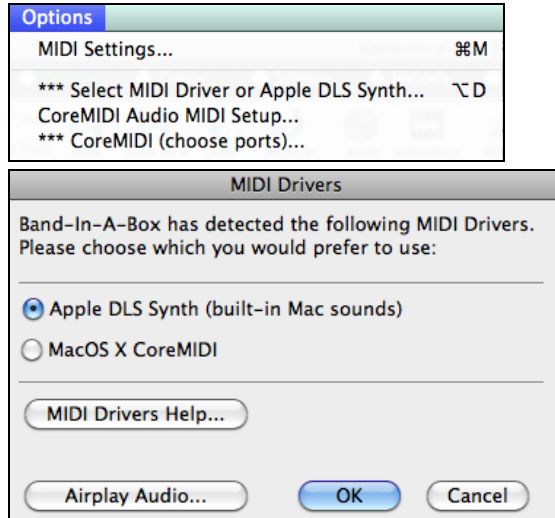 Options
MIDI Settings... ⌘M
*** Select MIDI Driver or Apple DLS Synth... ⌥D
CoreMIDI Audio MIDI Setup...
*** CoreMIDI (choose ports)...
MIDI Drivers
Band-In-A-Box has detected the following MIDI Drivers.
Please choose which you would prefer to use:
Apple DLS Synth (built-in Mac sounds)
MacOS X CoreMIDI
MIDI Drivers Help...
Airplay Audio... OK Cancel